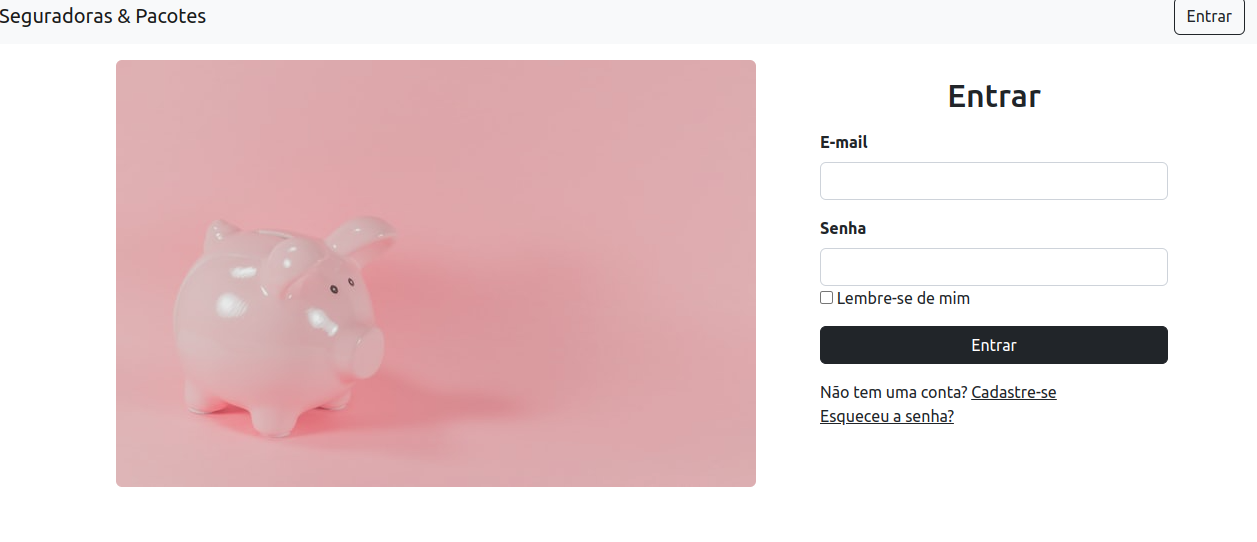 Seguradoras & Pacotes
Entrar
Entrar
E-mail
Senha
Lembre-se de mim
Entrar
Não tem uma conta? Cadastre-se
Esqueceu a senha?